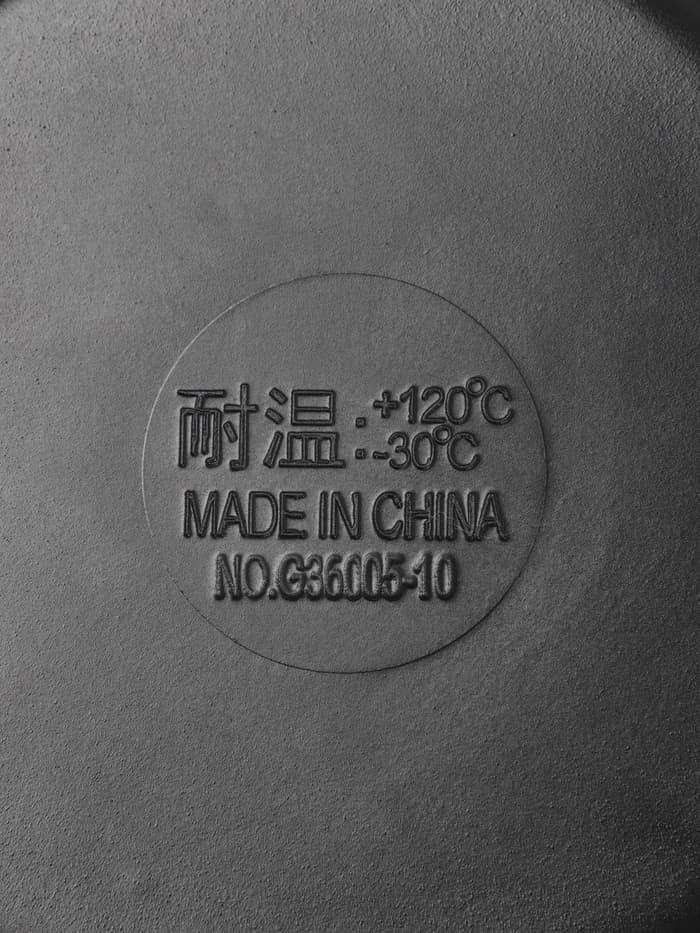 耐温:+120℃
-30℃
MADE IN CHINA
NO.G36005-10